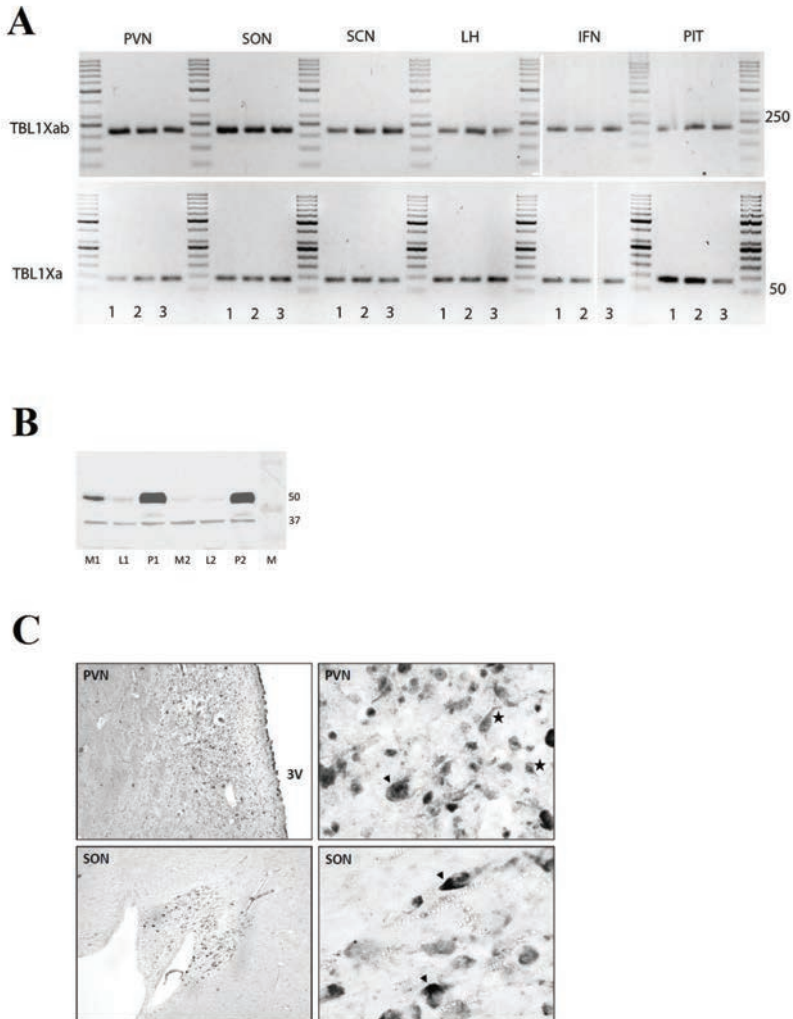 A
PVN SON SCN LH IFN PIT
TBL1Xab
250
TBL1Xa
50
1 2 3 1 2 3 1 2 3 1 2 3 1 2 3 1 2 3
B
50
37
M1 L1 P1 M2 L2 P2 M
C
PVN PVN
3V
SON SON